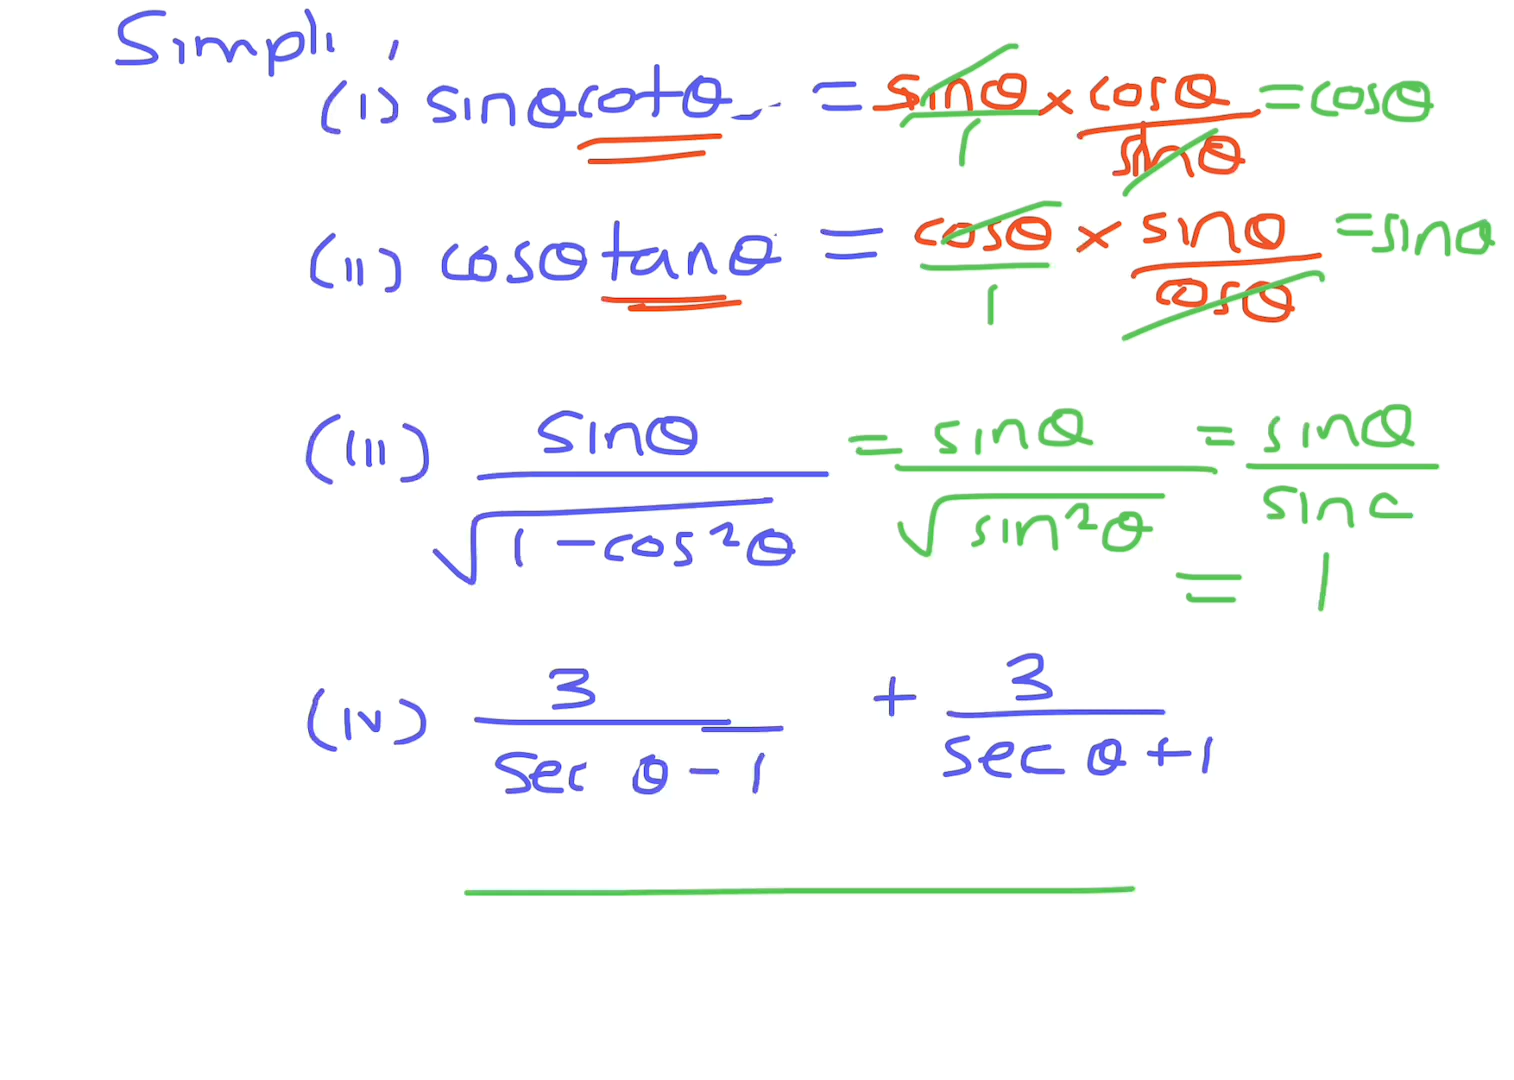 Simpli
(i) sinθcotθ = sinθ/1 × cosθ/sinθ = cosθ
(ii) cosθtanθ = cosθ/1 × sinθ/cosθ = sinθ
(iii) sinθ/√(1-cos²θ) = sinθ/√(sin²θ) = sinθ/sinc
= 1
(iv) 3/(sec θ-1) + 3/(sec θ+1)